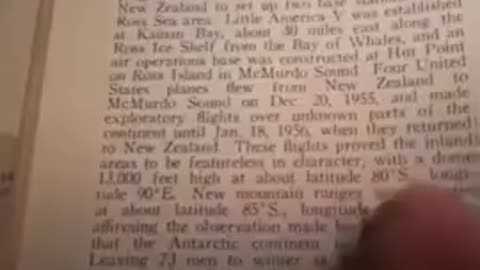 New Zealand to set up two base stations
Ross Sea area. Little America V was established
at Kainan Bay, about 30 miles east along the
Ross Ice Shelf from the Bay of Whales, and an
air operations base was constructed at Hut Point
on Ross Island in McMurdo Sound. Four United
States planes flew from New Zealand to
McMurdo Sound on Dec. 20, 1955, and made
exploratory flights over unknown parts of the
continent until Jan. 18, 1956, when they returned
to New Zealand. These flights proved the inland
areas to be featureless in character, with a dome
13,000 feet high at about latitude 80° S., longi-
tude 90° E. New mountain ranges
at about latitude 85° S., longitude
affirming the observation made
that the Antarctic continent
Leaving 73 men to winter